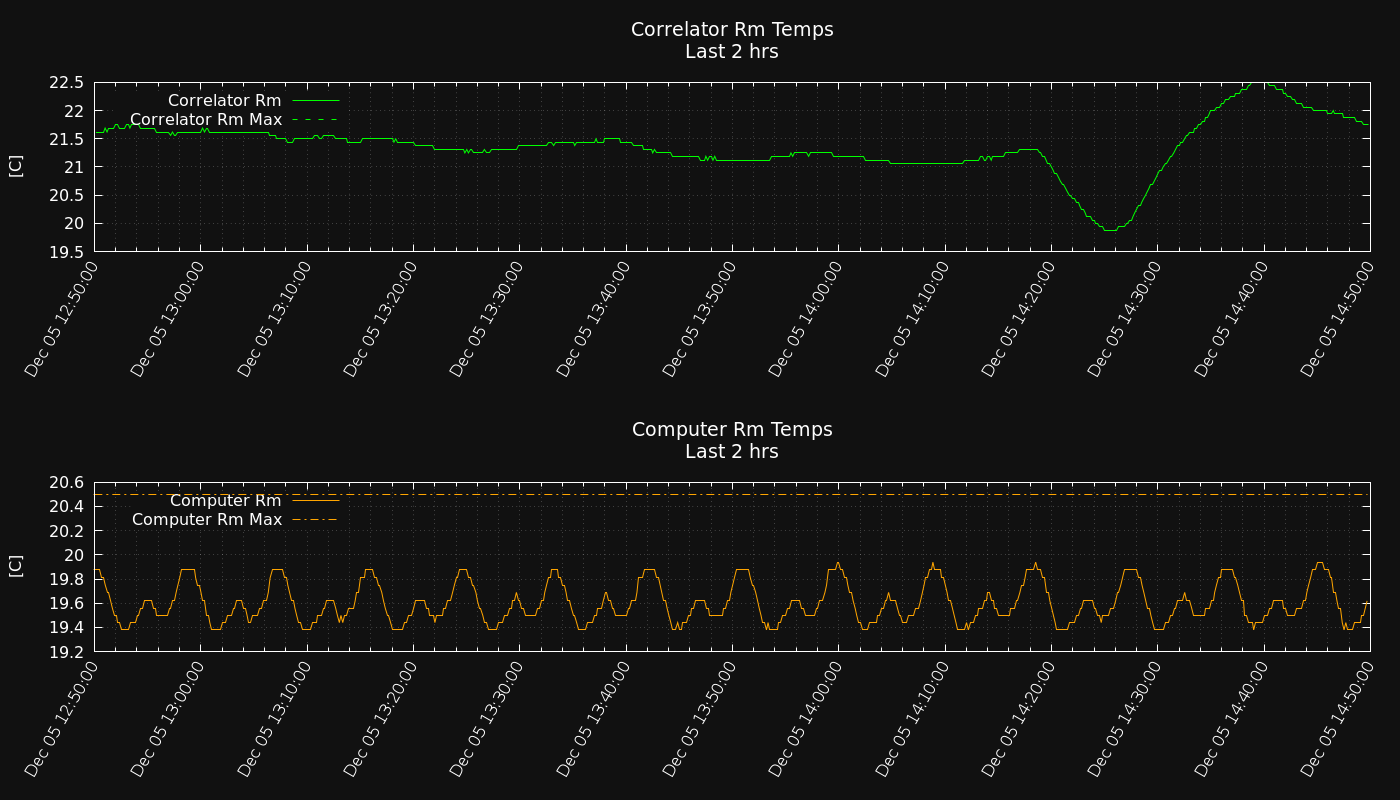 Correlator Rm Temps
Last 2 hrs
22.5
22
21.5
21
20.5
20
19.5
[C]
Correlator Rm
Correlator Rm Max
Dec 05 12:50:00
Dec 05 13:00:00
Dec 05 13:10:00
Dec 05 13:20:00
Dec 05 13:30:00
Dec 05 13:40:00
Dec 05 13:50:00
Dec 05 14:00:00
Dec 05 14:10:00
Dec 05 14:20:00
Dec 05 14:30:00
Dec 05 14:40:00
Dec 05 14:50:00
Computer Rm Temps
Last 2 hrs
20.6
20.4
20.2
20
19.8
19.6
19.4
19.2
[C]
Computer Rm
Computer Rm Max
Dec 05 12:50:00
Dec 05 13:00:00
Dec 05 13:10:00
Dec 05 13:20:00
Dec 05 13:30:00
Dec 05 13:40:00
Dec 05 13:50:00
Dec 05 14:00:00
Dec 05 14:10:00
Dec 05 14:20:00
Dec 05 14:30:00
Dec 05 14:40:00
Dec 05 14:50:00